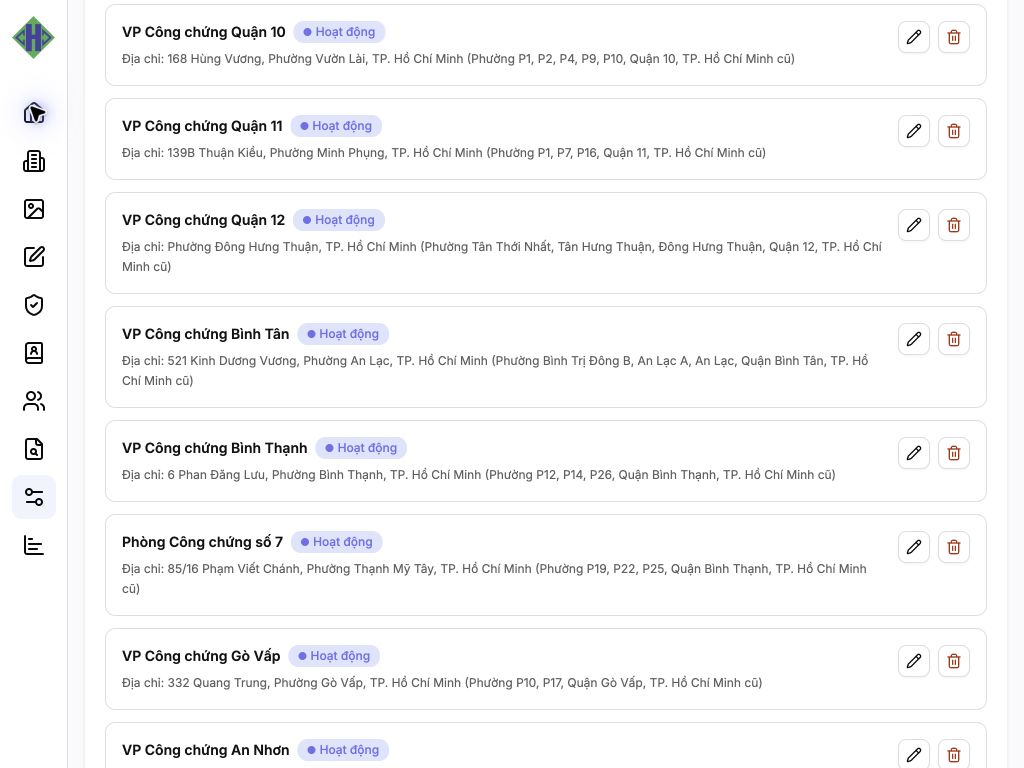 VP Công chứng Quận 10 Hoạt động
Địa chỉ: 168 Hùng Vương, Phường Vườn Lài, TP. Hồ Chí Minh (Phường P1, P2, P4, P9, P10, Quận 10, TP. Hồ Chí Minh cũ)
VP Công chứng Quận 11 Hoạt động
Địa chỉ: 139B Thuận Kiều, Phường Minh Phụng, TP. Hồ Chí Minh (Phường P1, P7, P16, Quận 11, TP. Hồ Chí Minh cũ)
VP Công chứng Quận 12 Hoạt động
Địa chỉ: Phường Đông Hưng Thuận, TP. Hồ Chí Minh (Phường Tân Thới Nhất, Tân Hưng Thuận, Đông Hưng Thuận, Quận 12, TP. Hồ Chí
Minh cũ)
VP Công chứng Bình Tân Hoạt động
Địa chỉ: 521 Kinh Dương Vương, Phường An Lạc, TP. Hồ Chí Minh (Phường Bình Trị Đông B, An Lạc A, An Lạc, Quận Bình Tân, TP. Hồ
Chí Minh cũ)
VP Công chứng Bình Thạnh Hoạt động
Địa chỉ: 6 Phan Đăng Lưu, Phường Bình Thạnh, TP. Hồ Chí Minh (Phường P12, P14, P26, Quận Bình Thạnh, TP. Hồ Chí Minh cũ)
Phòng Công chứng số 7 Hoạt động
Địa chỉ: 85/16 Phạm Viết Chánh, Phường Thạnh Mỹ Tây, TP. Hồ Chí Minh (Phường P19, P22, P25, Quận Bình Thạnh, TP. Hồ Chí Minh
cũ)
VP Công chứng Gò Vấp Hoạt động
Địa chỉ: 332 Quang Trung, Phường Gò Vấp, TP. Hồ Chí Minh (Phường P10, P17, Quận Gò Vấp, TP. Hồ Chí Minh cũ)
VP Công chứng An Nhơn Hoạt động